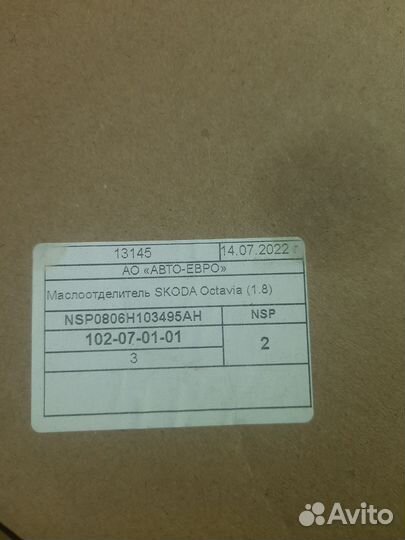 13145 14.07.2022 г
АО «АВТО-ЕВРО»
Маслоотделитель SKODA Octavia (1.8)
NSP0806H103495AH NSP
102-07-01-01 2
3
Avito